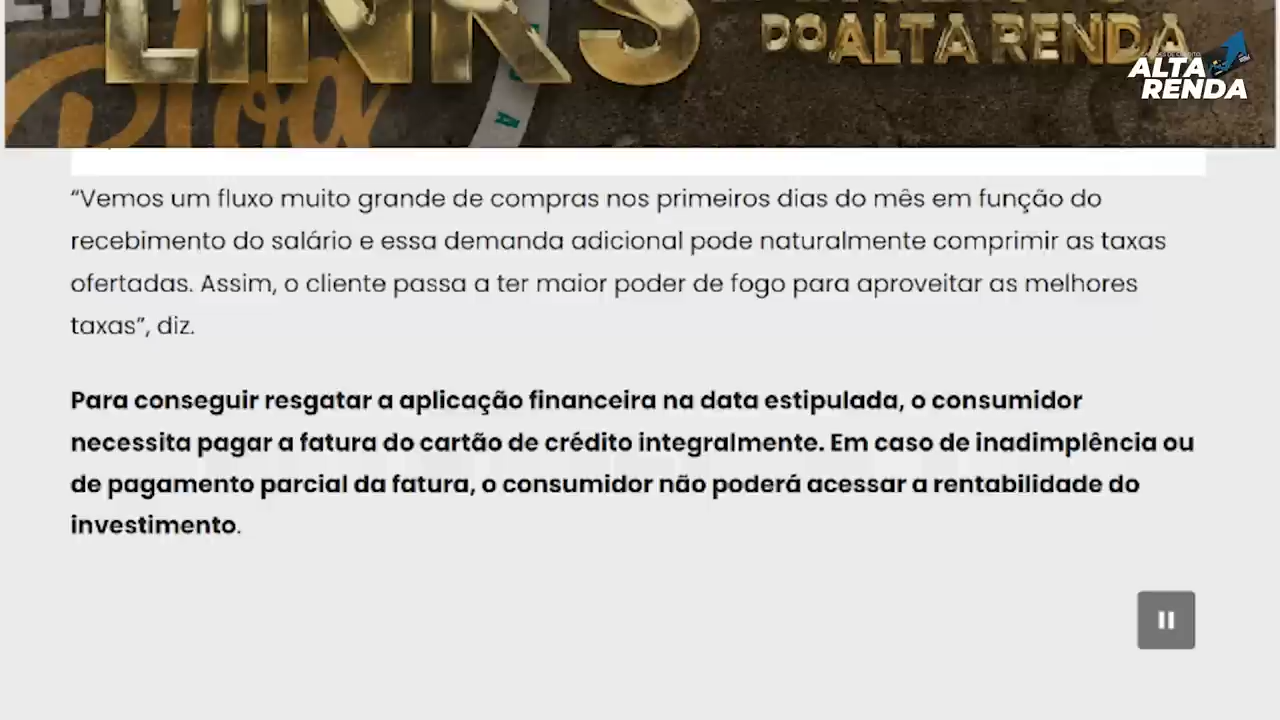 LINKS
DO ALTA RENDA
Blog
ALTA
RENDA
“Vemos um fluxo muito grande de compras nos primeiros dias do mês em função do
recebimento do salário e essa demanda adicional pode naturalmente comprimir as taxas
ofertadas. Assim, o cliente passa a ter maior poder de fogo para aproveitar as melhores
taxas”, diz.
Para conseguir resgatar a aplicação financeira na data estipulada, o consumidor
necessita pagar a fatura do cartão de crédito integralmente. Em caso de inadimplência ou
de pagamento parcial da fatura, o consumidor não poderá acessar a rentabilidade do
investimento.